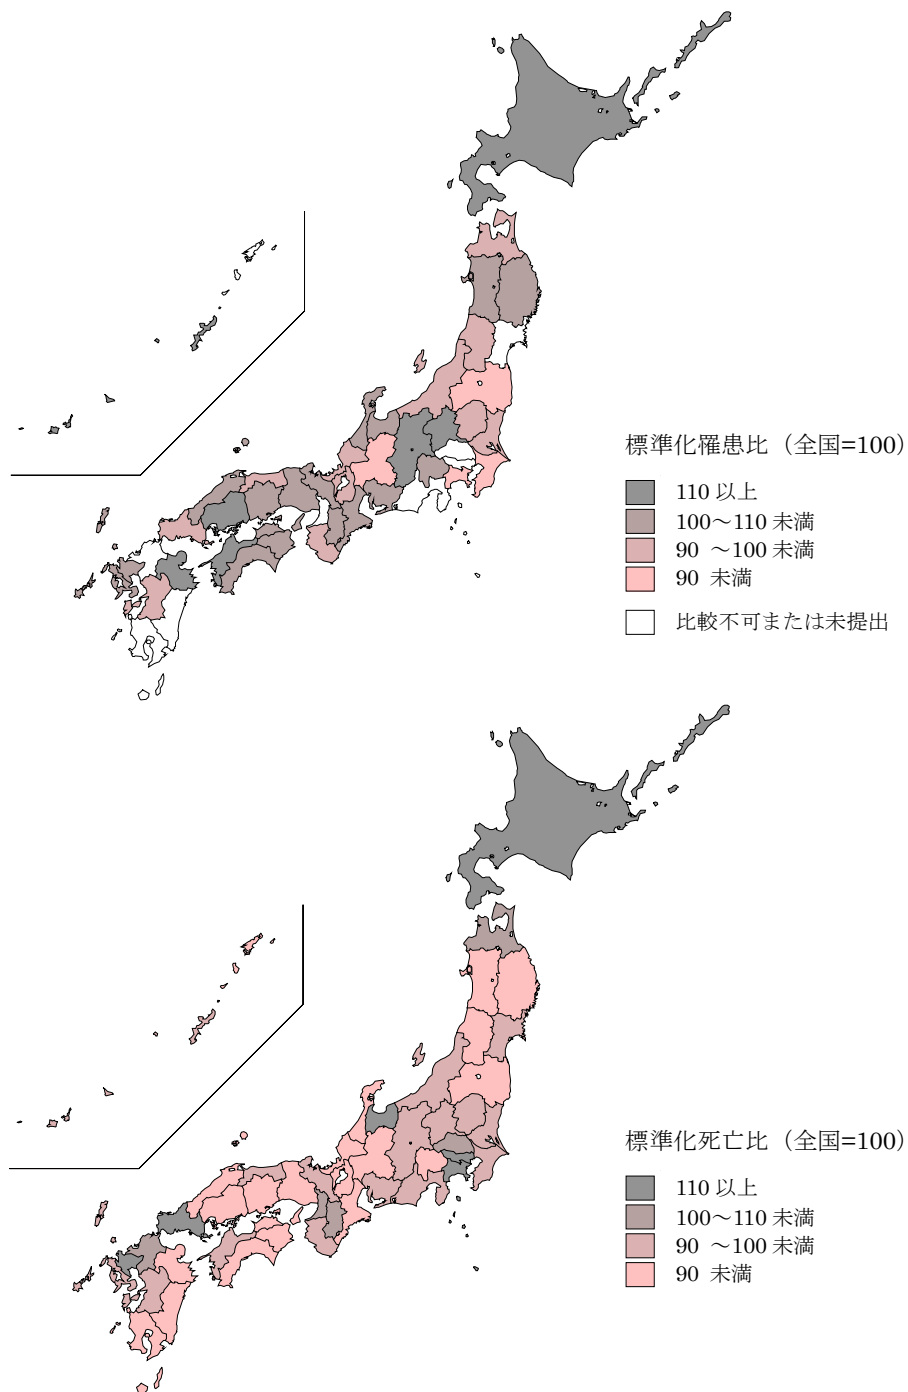 標準化罹患比（全国=100）
110 以上
100～110 未満
90 ～100 未満
90 未満
比較不可または未提出
標準化死亡比（全国=100）
110 以上
100～110 未満
90 ～100 未満
90 未満